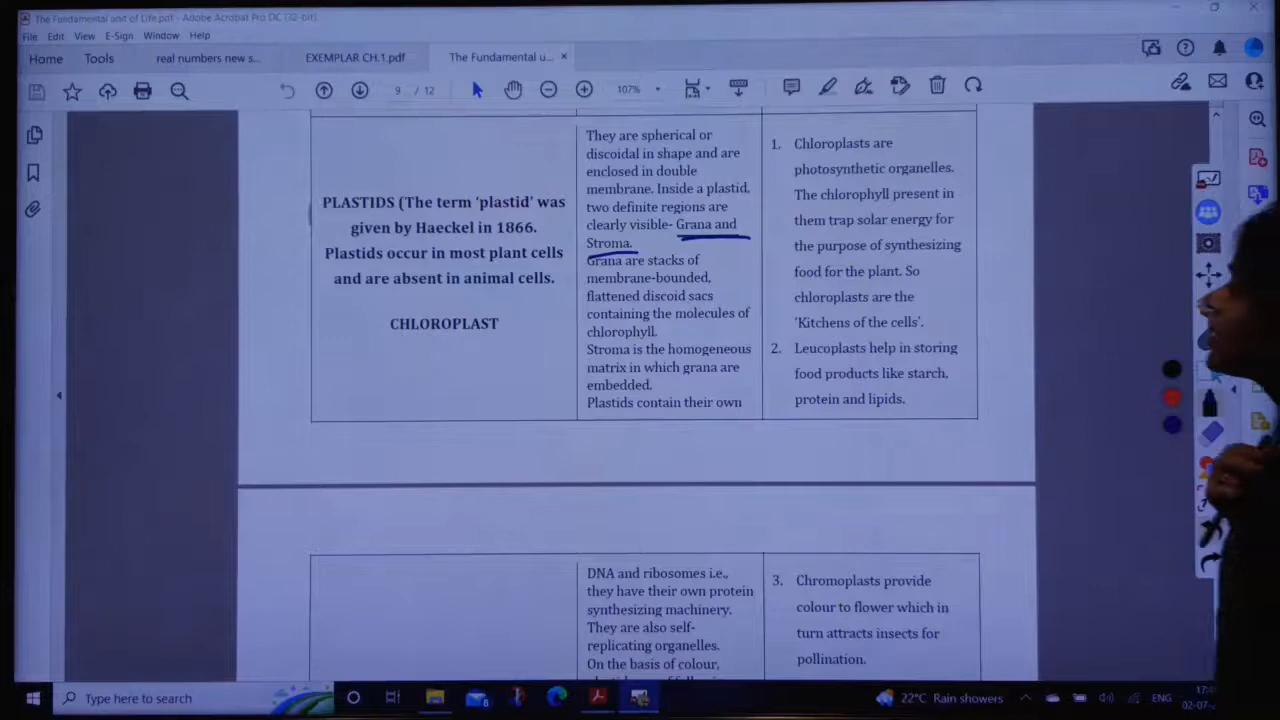 The Fundamental unit of Life.pdf - Adobe Acrobat Pro DC (32-bit)
File Edit View E-Sign Window Help
Home Tools real numbers new s... EXEMPLAR CH.1.pdf The Fundamental u... ×
9 / 12 107%
PLASTIDS (The term ‘plastid’ was
given by Haeckel in 1866.
Plastids occur in most plant cells
and are absent in animal cells.
CHLOROPLAST
They are spherical or
discoidal in shape and are
enclosed in double
membrane. Inside a plastid,
two definite regions are
clearly visible- Grana and
Stroma.
Grana are stacks of
membrane-bounded,
flattened discoid sacs
containing the molecules of
chlorophyll.
Stroma is the homogeneous
matrix in which grana are
embedded.
Plastids contain their own
1. Chloroplasts are
photosynthetic organelles.
The chlorophyll present in
them trap solar energy for
the purpose of synthesizing
food for the plant. So
chloroplasts are the
‘Kitchens of the cells’.
2. Leucoplasts help in storing
food products like starch,
protein and lipids.
DNA and ribosomes i.e.,
they have their own protein
synthesizing machinery.
They are also self-
replicating organelles.
On the basis of colour,
3. Chromoplasts provide
colour to flower which in
turn attracts insects for
pollination.
Type here to search
8
22°C Rain showers
ENG